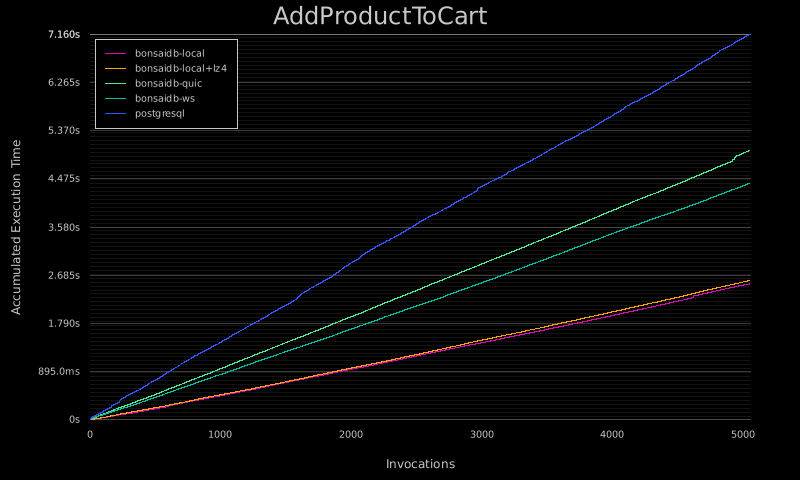 AddProductToCart
7.160s
6.265s
5.370s
4.475s
3.580s
2.685s
1.790s
895.0ms
0s
bonsaidb-local
bonsaidb-local+lz4
bonsaidb-quic
bonsaidb-ws
postgresql
Accumulated Execution Time
0 1000 2000 3000 4000 5000
Invocations